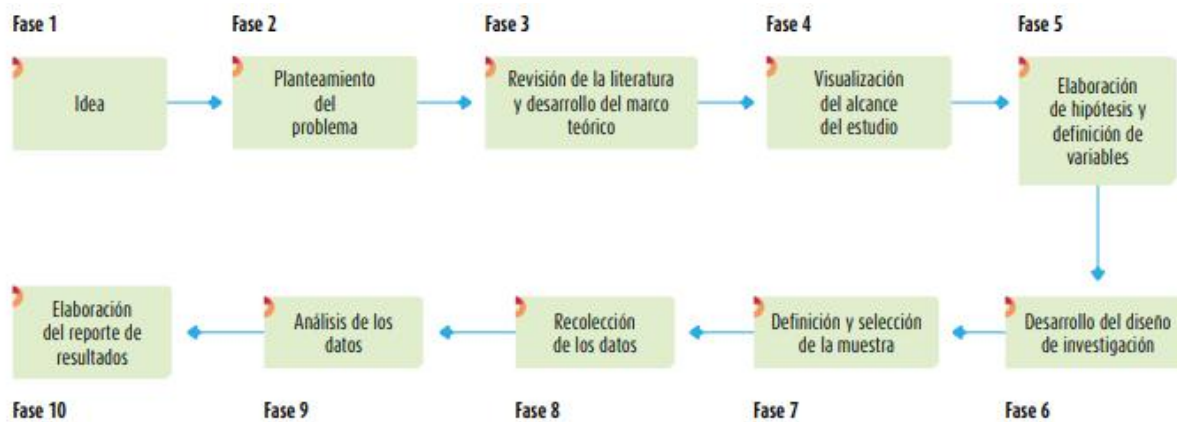 Fase 1
Idea
Fase 2
Planteamiento
del
problema
Fase 3
Revisión de la literatura
y desarrollo del marco
teórico
Fase 4
Visualización
del alcance
del estudio
Fase 5
Elaboración
de hipótesis y
definición de
variables
Desarrollo del diseño
de investigación
Fase 6
Definición y selección
de la muestra
Fase 7
Recolección
de los datos
Fase 8
Análisis de los
datos
Fase 9
Elaboración
del reporte de
resultados
Fase 10